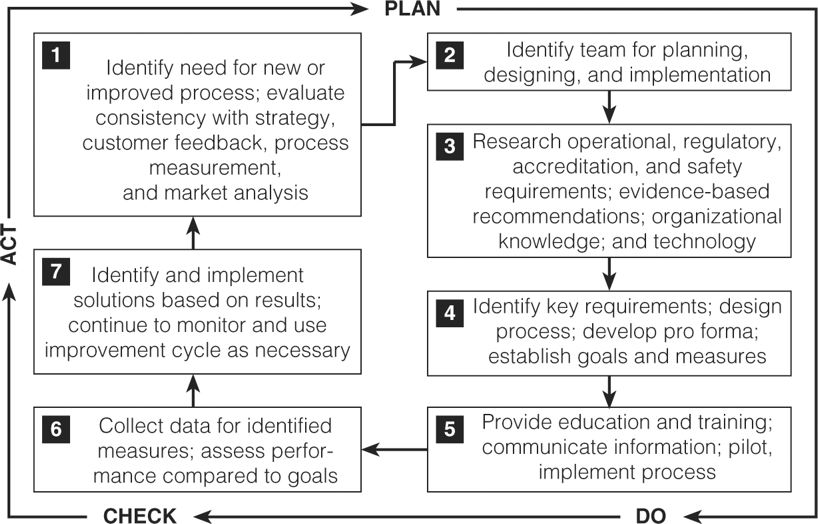 PLAN
1
Identify need for new or
improved process; evaluate
consistency with strategy,
customer feedback, process
measurement,
and market analysis
2
Identify team for planning,
designing, and implementation
3
Research operational, regulatory,
accreditation, and safety
requirements; evidence-based
recommendations; organizational
knowledge; and technology
4
Identify key requirements; design
process; develop pro forma;
establish goals and measures
5
Provide education and training;
communicate information; pilot,
implement process
6
Collect data for identified
measures; assess perfor-
mance compared to goals
7
Identify and implement
solutions based on results;
continue to monitor and use
improvement cycle as necessary
ACT
CHECK
DO